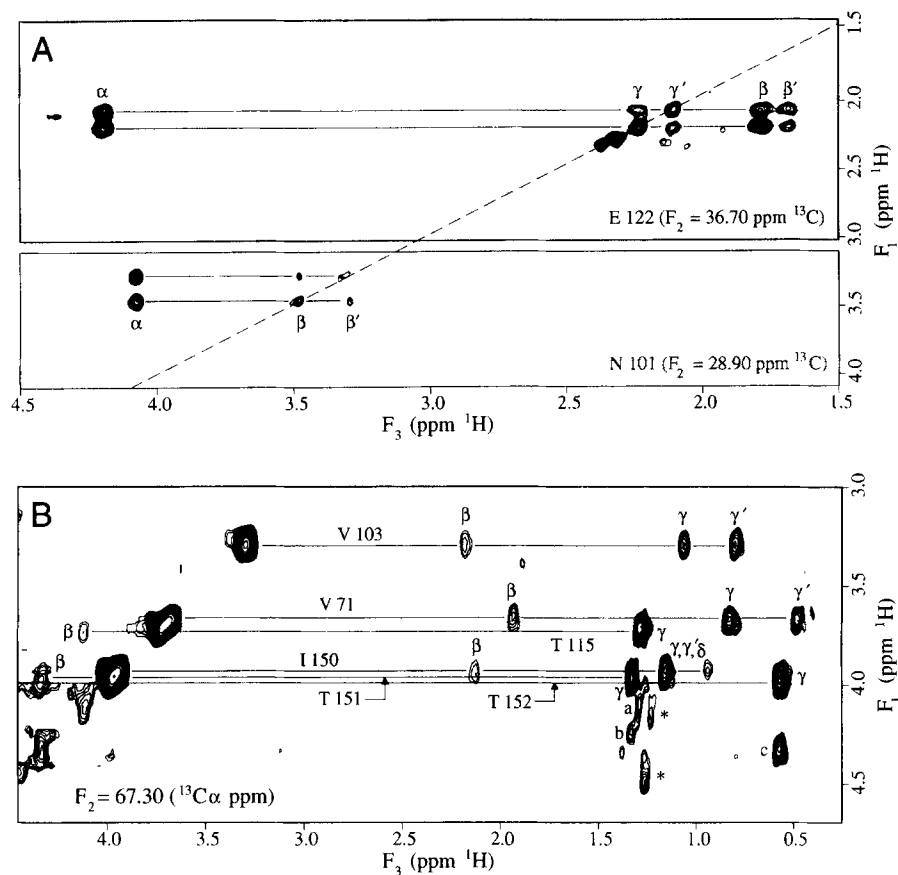 A
1.5
2.0
2.5
3.0
F₁ (ppm ¹H)
α
γ
γ′
β
β′
E 122 (F₂ = 36.70 ppm ¹³C)
3.5
4.0
α
β
β′
N 101 (F₂ = 28.90 ppm ¹³C)
4.5
4.0
3.5
3.0
2.5
2.0
1.5
F₃ (ppm ¹H)
B
3.0
3.5
4.0
4.5
F₁ (ppm ¹H)
β
V 103
γ
γ′
V 71
β
γ
γ′
β
T 115
γ
I 150
β
γ,γ′,δ
β
T 151
T 152
γ
γ
a
*
b
c
*
F₂ = 67.30 (¹³Cα ppm)
4.0
3.5
3.0
2.5
2.0
1.5
1.0
0.5
F₃ (ppm ¹H)